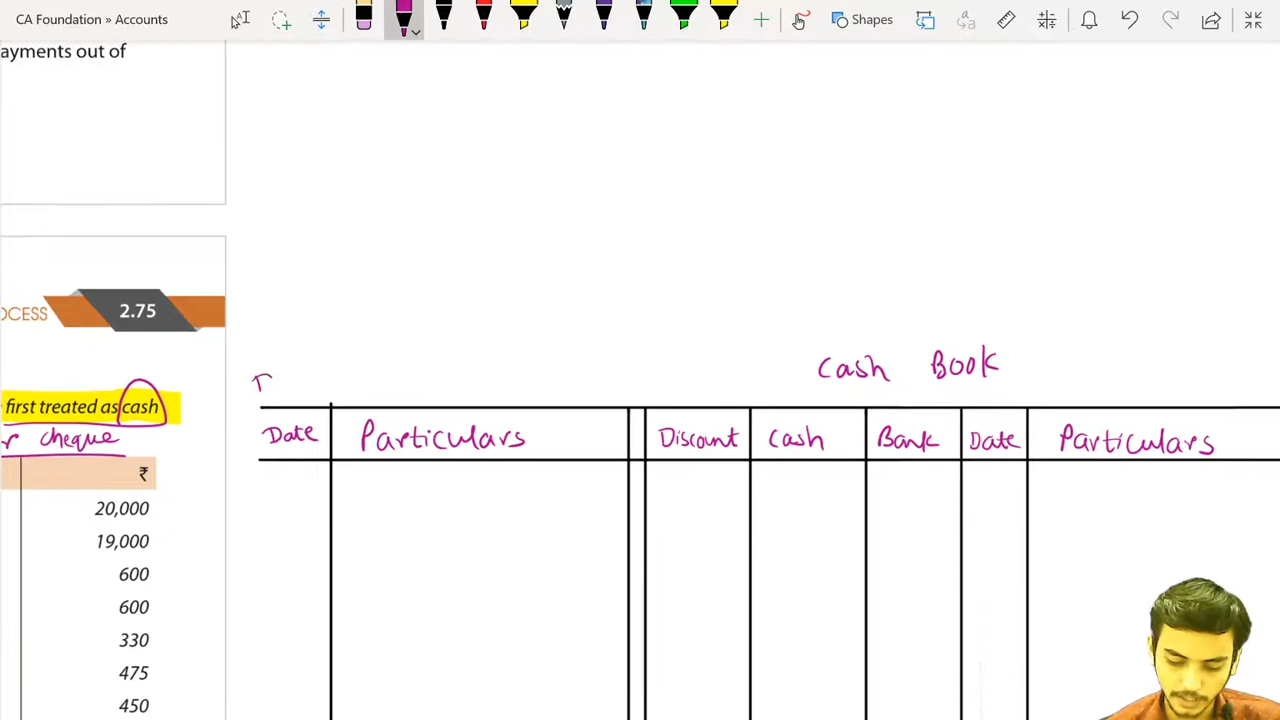 CA Foundation » Accounts
Shapes
ayments out of
OCESS 2.75
first treated as cash
cheque
₹
20,000
19,000
600
600
330
475
450
Cash Book
Date Particulars Discount Cash Bank Date Particulars